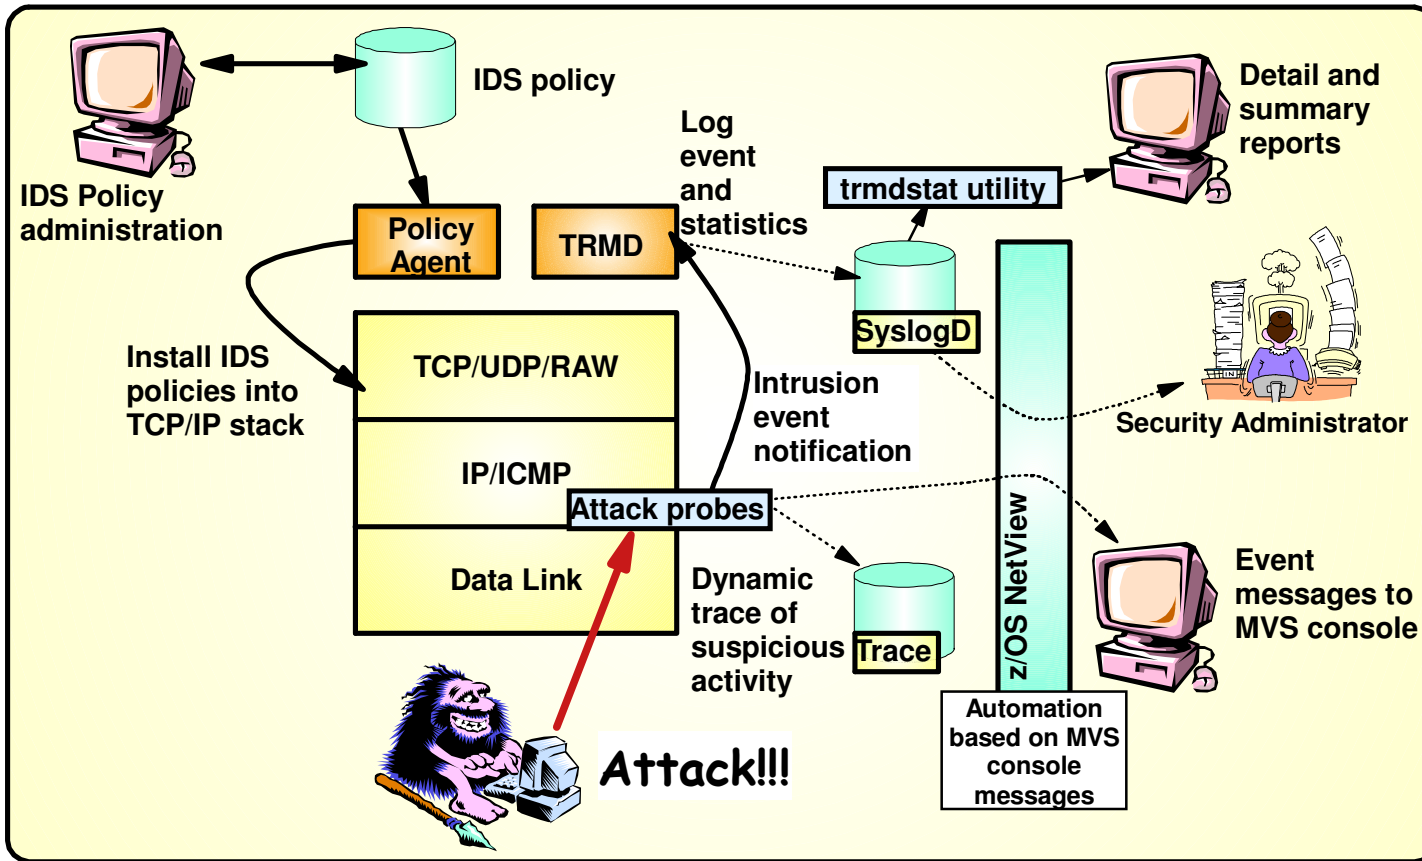 IDS policy
IDS Policy
administration
Policy
Agent
TRMD
Log
event
and
statistics
trmdstat utility
Detail and
summary
reports
SyslogD
Install IDS
policies into
TCP/IP stack
TCP/UDP/RAW
IP/ICMP
Data Link
Attack probes
Intrusion
event
notification
Security Administrator
IN
Dynamic
trace of
suspicious
activity
Trace
z/OS NetView
Event
messages to
MVS console
Automation
based on MVS
console
messages
Attack!!!